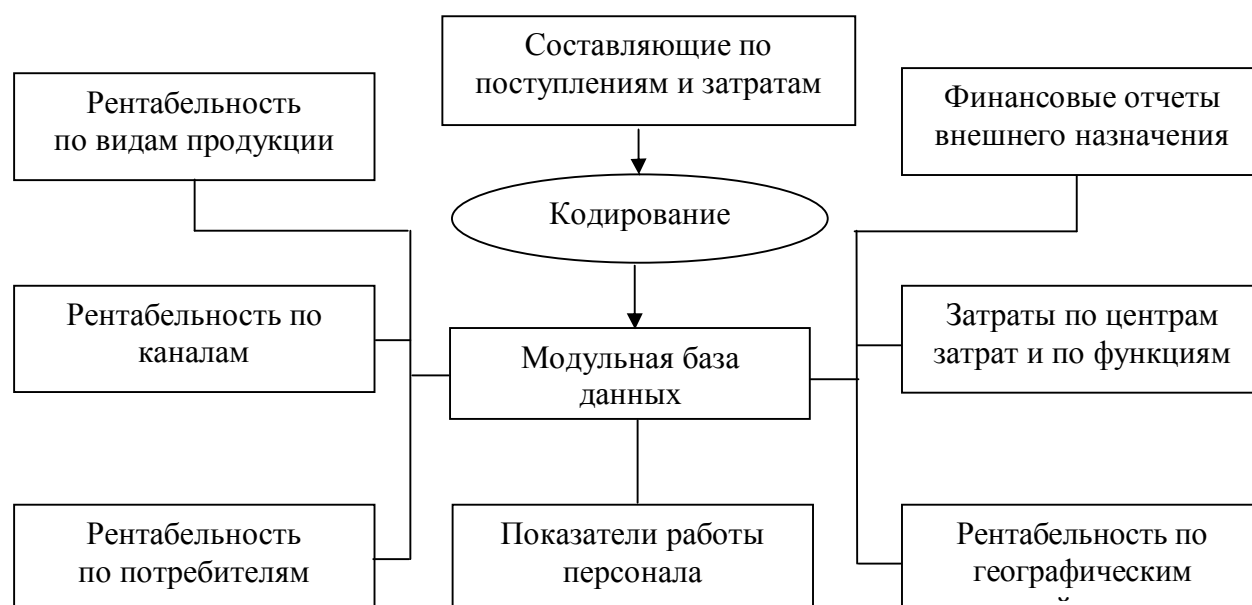 Составляющие по
поступлениям и затратам
Рентабельность
по видам продукции
Финансовые отчеты
внешнего назначения
Кодирование
Рентабельность по
каналам
Модульная база
данных
Затраты по центрам
затрат и по функциям
Рентабельность
по потребителям
Показатели работы
персонала
Рентабельность по
географическим